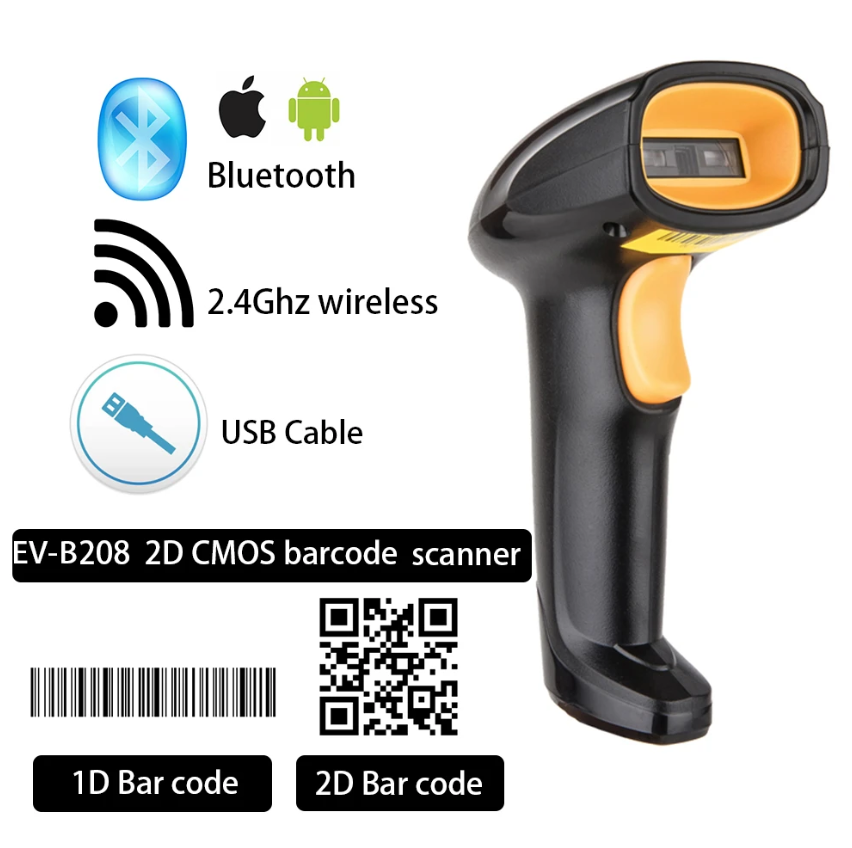 Bluetooth
2.4Ghz wireless
USB Cable
EV-B208 2D CMOS barcode scanner
1D Bar code
2D Bar code